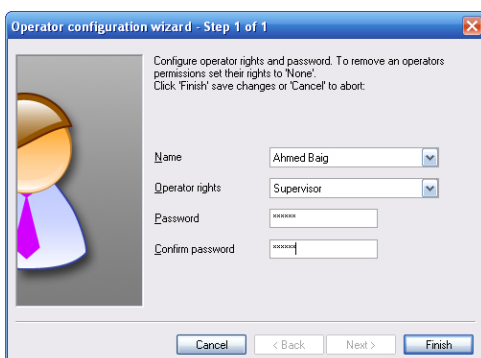 Operator configuration wizard - Step 1 of 1
Configure operator rights and password. To remove an operators
permissions set their rights to 'None'.
Click 'Finish' save changes or 'Cancel' to abort:
Name
Ahmed Baig
Operator rights
Supervisor
Password
xxxxxx
Confirm password
xxxxxx
Cancel
< Back
Next >
Finish